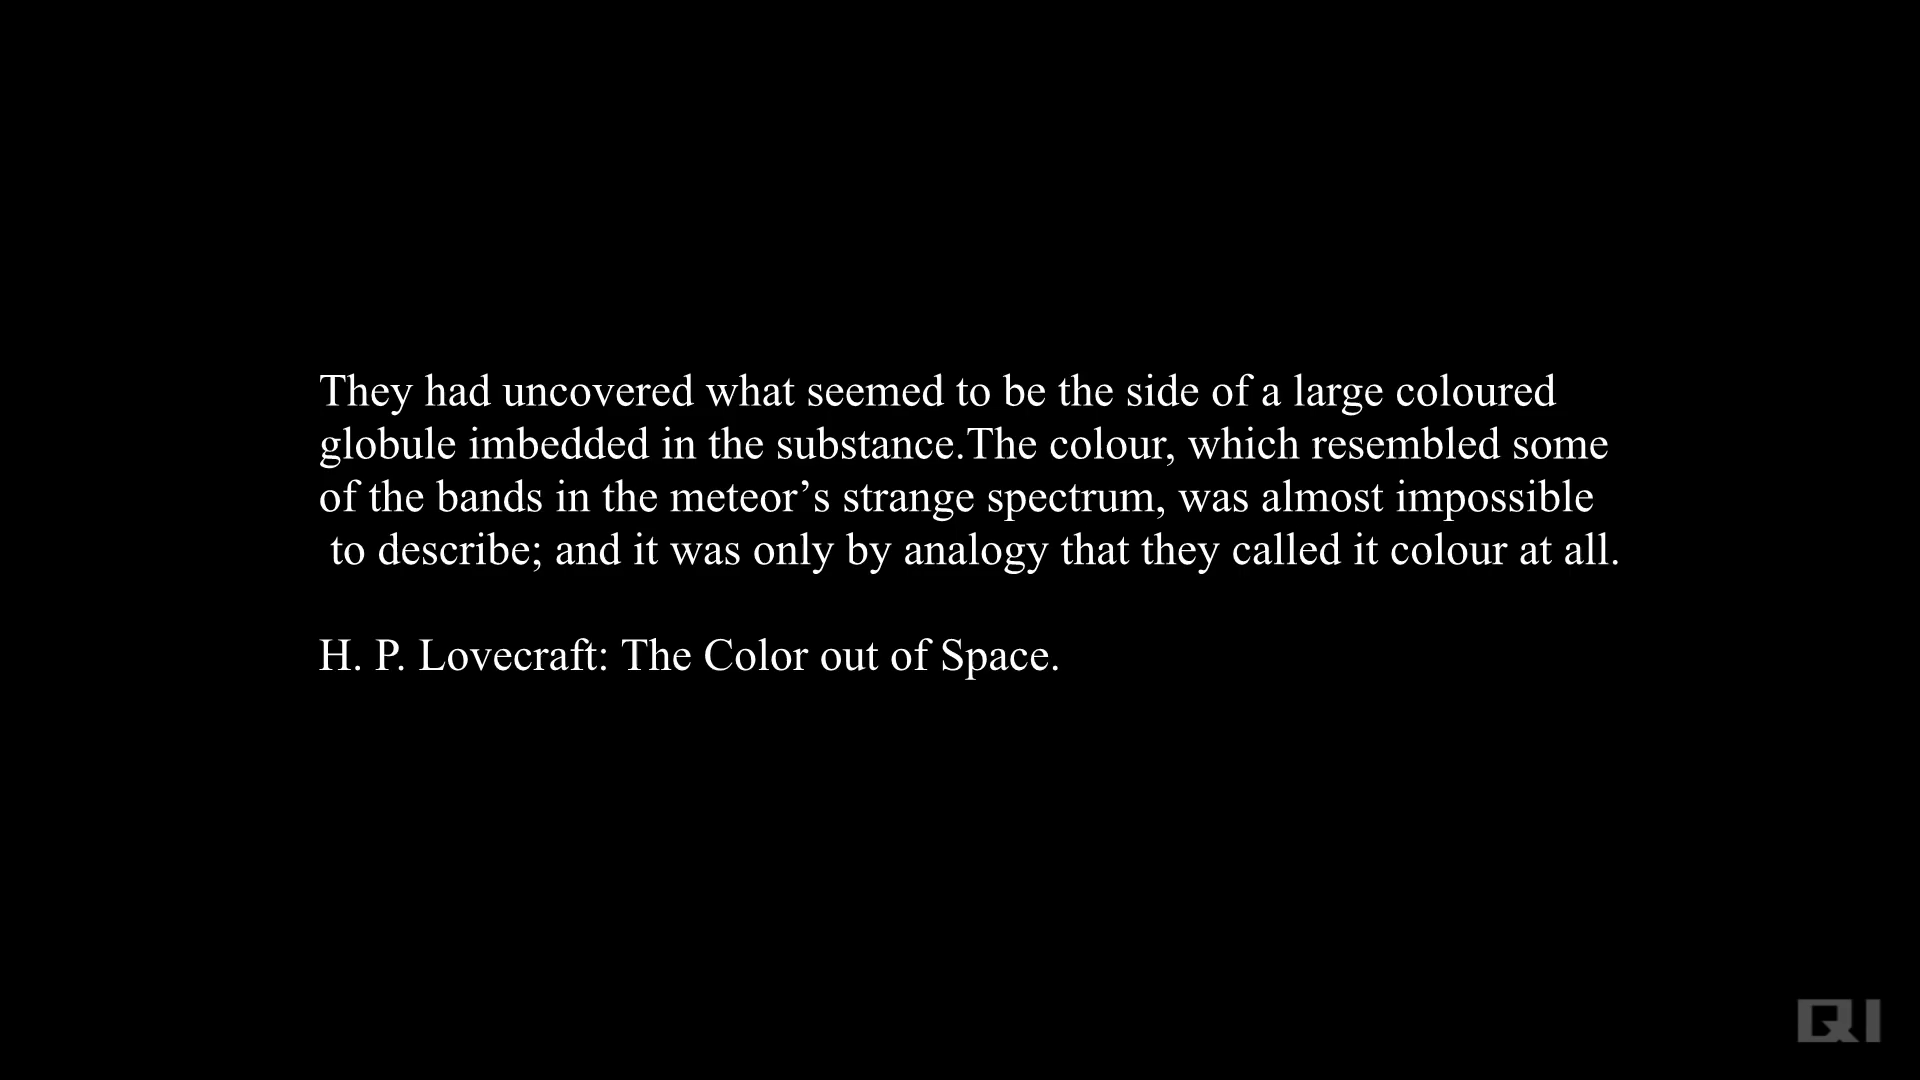 They had uncovered what seemed to be the side of a large coloured
globule imbedded in the substance.The colour, which resembled some
of the bands in the meteor’s strange spectrum, was almost impossible
to describe; and it was only by analogy that they called it colour at all.
H. P. Lovecraft: The Color out of Space.
QI